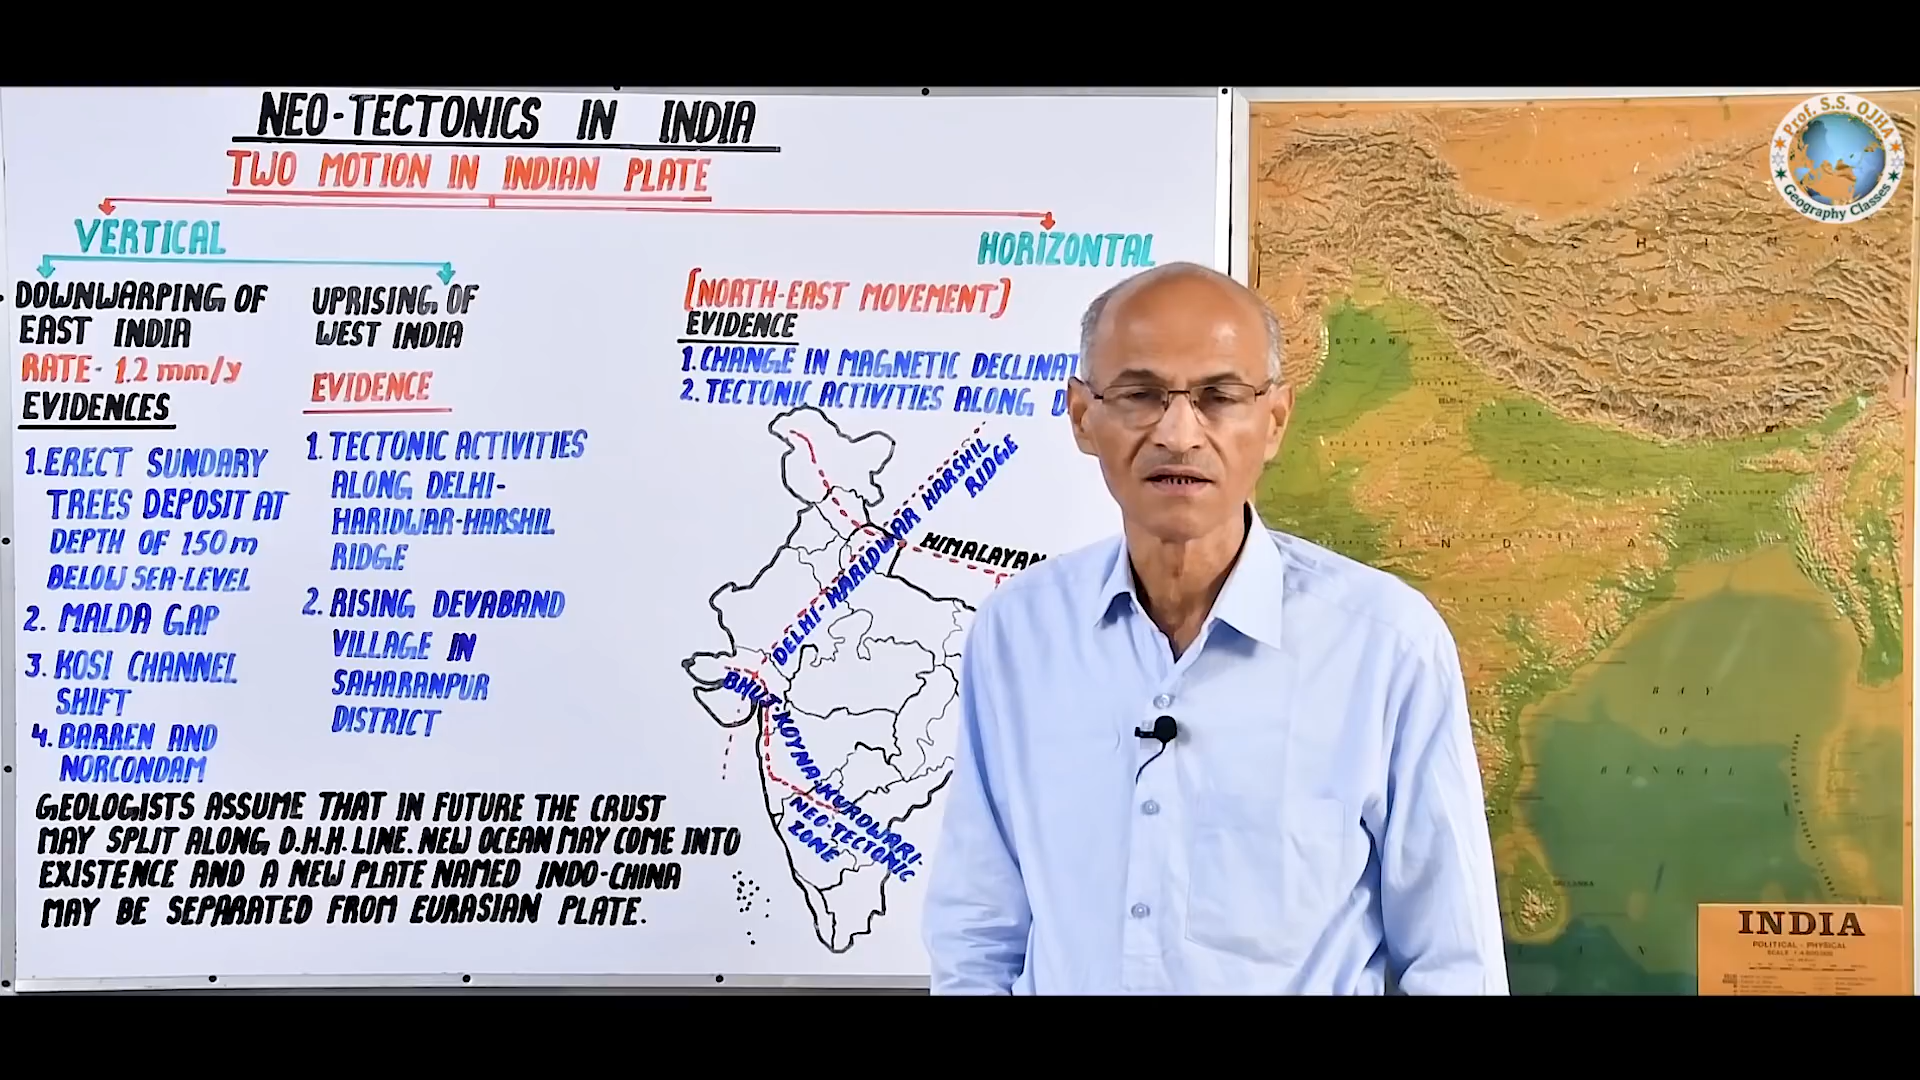 NEO-TECTONICS IN INDIA
TWO MOTION IN INDIAN PLATE
VERTICAL
HORIZONTAL
DOWNWARPING OF
EAST INDIA
RATE- 1.2 mm/y
EVIDENCES
1. ERECT SUNDARY
TREES DEPOSIT AT
DEPTH OF 150 m
BELOW SEA-LEVEL
2. MALDA GAP
3. KOSI CHANNEL
SHIFT
4. BARREN AND
NORCONDAM
UPRISING OF
WEST INDIA
EVIDENCE
1. TECTONIC ACTIVITIES
ALONG DELHI-
HARIDWAR-HARSHIL
RIDGE
2. RISING DEVABAND
VILLAGE IN
SAHARANPUR
DISTRICT
[NORTH-EAST MOVEMENT]
EVIDENCE
1. CHANGE IN MAGNETIC DECLINAT
2. TECTONIC ACTIVITIES ALONG D
DELHI-HARIDWAR HARSHIL
RIDGE
HIMALAYAN
BHUJ-KOYNA-KURDWARI-
NEO-TECTONIC
ZONE
GEOLOGISTS ASSUME THAT IN FUTURE THE CRUST
MAY SPLIT ALONG D.H.H. LINE. NEW OCEAN MAY COME INTO
EXISTENCE AND A NEW PLATE NAMED INDO-CHINA
MAY BE SEPARATED FROM EURASIAN PLATE.
Prof. S.S. OJHA
Geography Classes
INDIA
BAY
OF
BENGAL
SRI LANKA
INDIA
POLITICAL - PHYSICAL